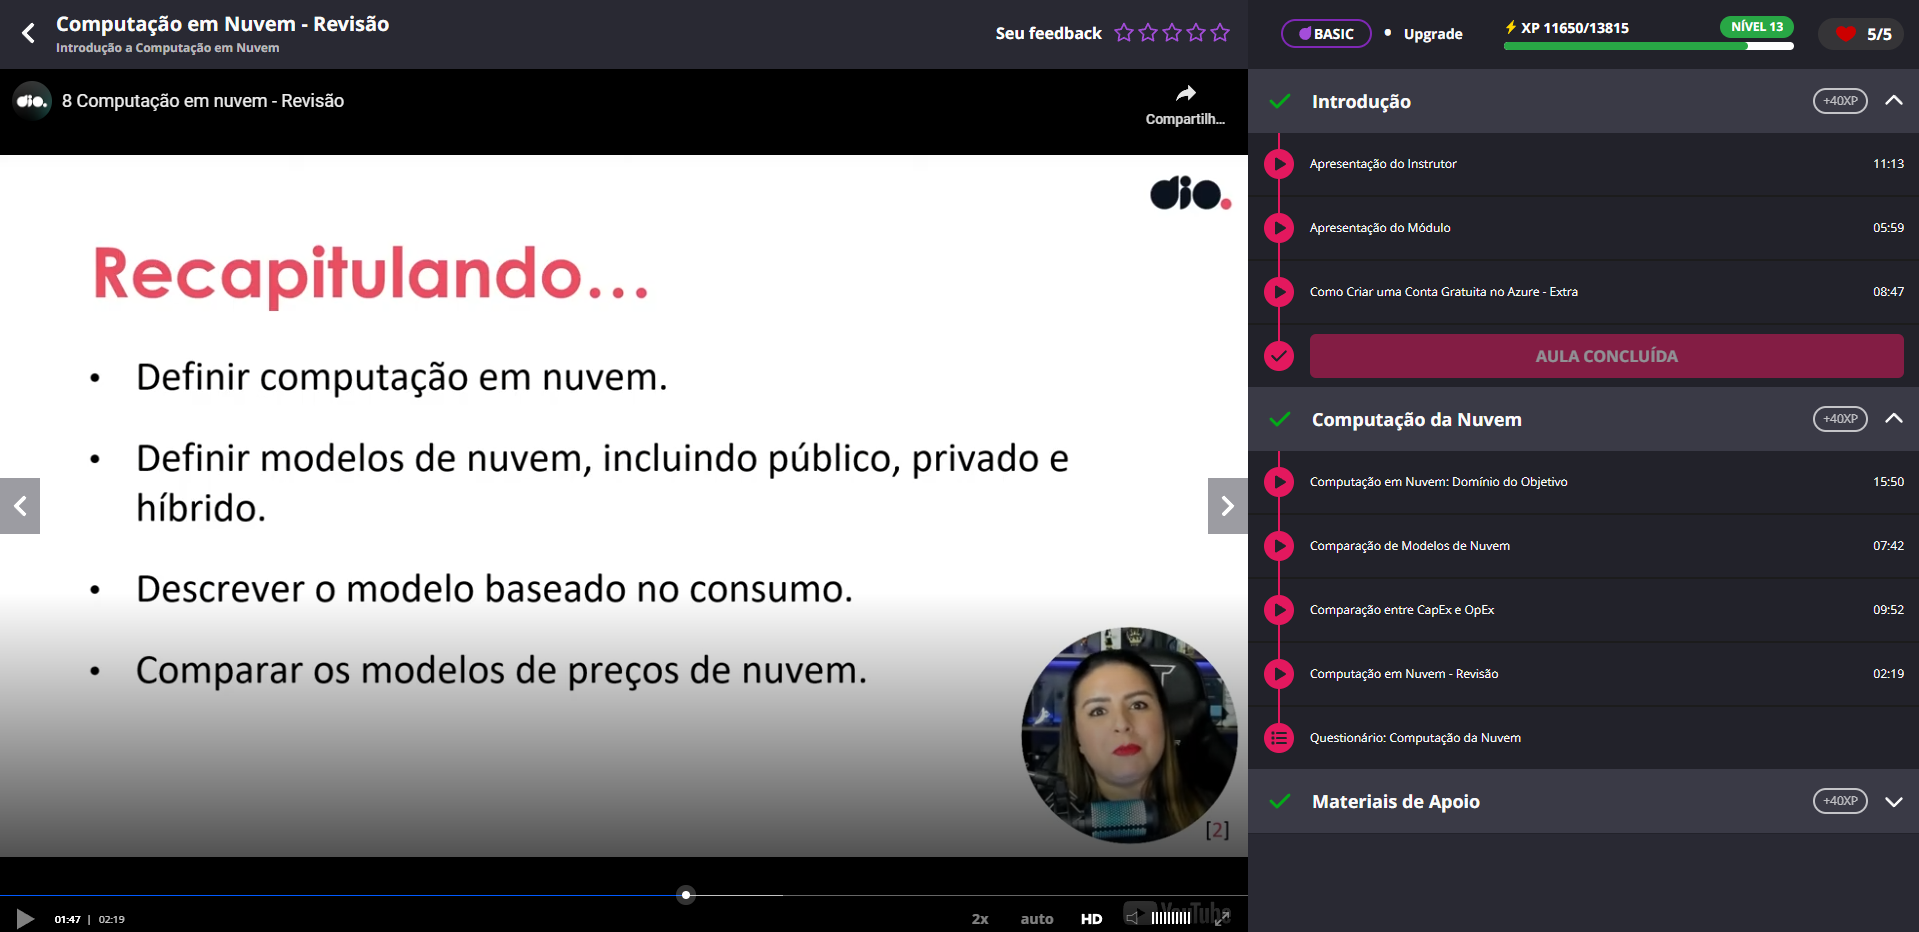 Computação em Nuvem - Revisão
Introdução a Computação em Nuvem
Seu feedback
BASIC
• Upgrade
XP 11650/13815
NÍVEL 13
5/5
dio.
8 Computação em nuvem - Revisão
Compartilh...
dio.
Recapitulando...
• Definir computação em nuvem.
• Definir modelos de nuvem, incluindo público, privado e
híbrido.
• Descrever o modelo baseado no consumo.
• Comparar os modelos de preços de nuvem.
[2]
01:47 | 02:19
2x
auto
HD
YouTube
Introdução
+40XP
Apresentação do Instrutor
11:13
Apresentação do Módulo
05:59
Como Criar uma Conta Gratuita no Azure - Extra
08:47
AULA CONCLUÍDA
Computação da Nuvem
+40XP
Computação em Nuvem: Domínio do Objetivo
15:50
Comparação de Modelos de Nuvem
07:42
Comparação entre CapEx e OpEx
09:52
Computação em Nuvem - Revisão
02:19
Questionário: Computação da Nuvem
Materiais de Apoio
+40XP